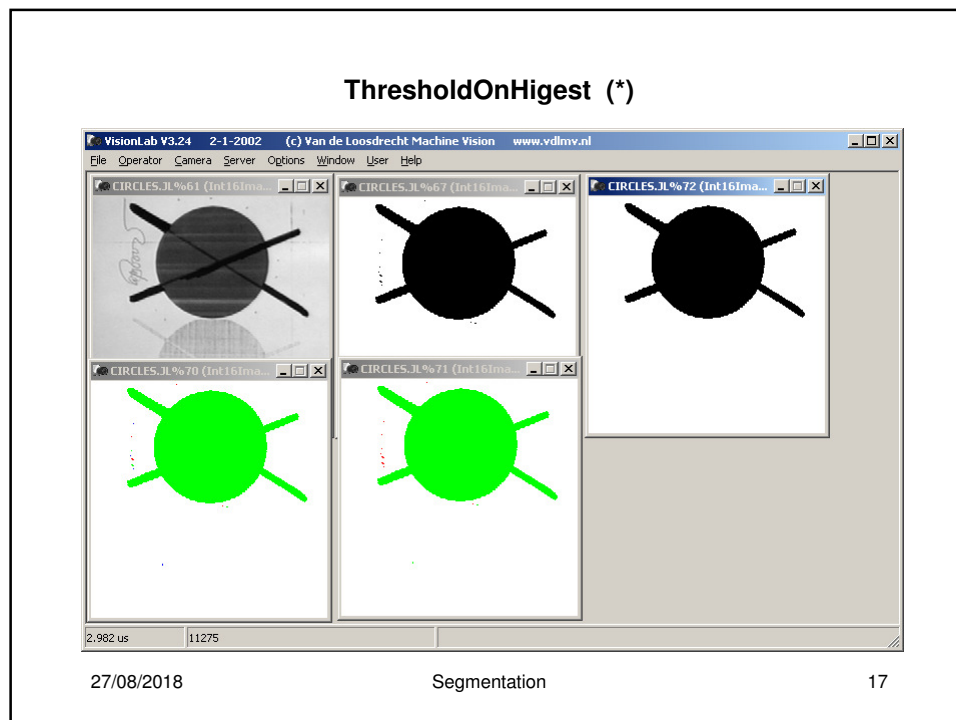 ThresholdOnHigest (*)
VisionLab V3.24 2-1-2002 (c) Van de Loosdrecht Machine Vision www.vdlmv.nl
File Operator Camera Server Options Window User Help
CIRCLES.JL%61 (Int16Ima...
CIRCLES.JL%67 (Int16Ima...
CIRCLES.JL%72 (Int16Ima...
CIRCLES.JL%70 (Int16Ima...
CIRCLES.JL%71 (Int16Ima...
2.982 us 11275
27/08/2018 Segmentation 17